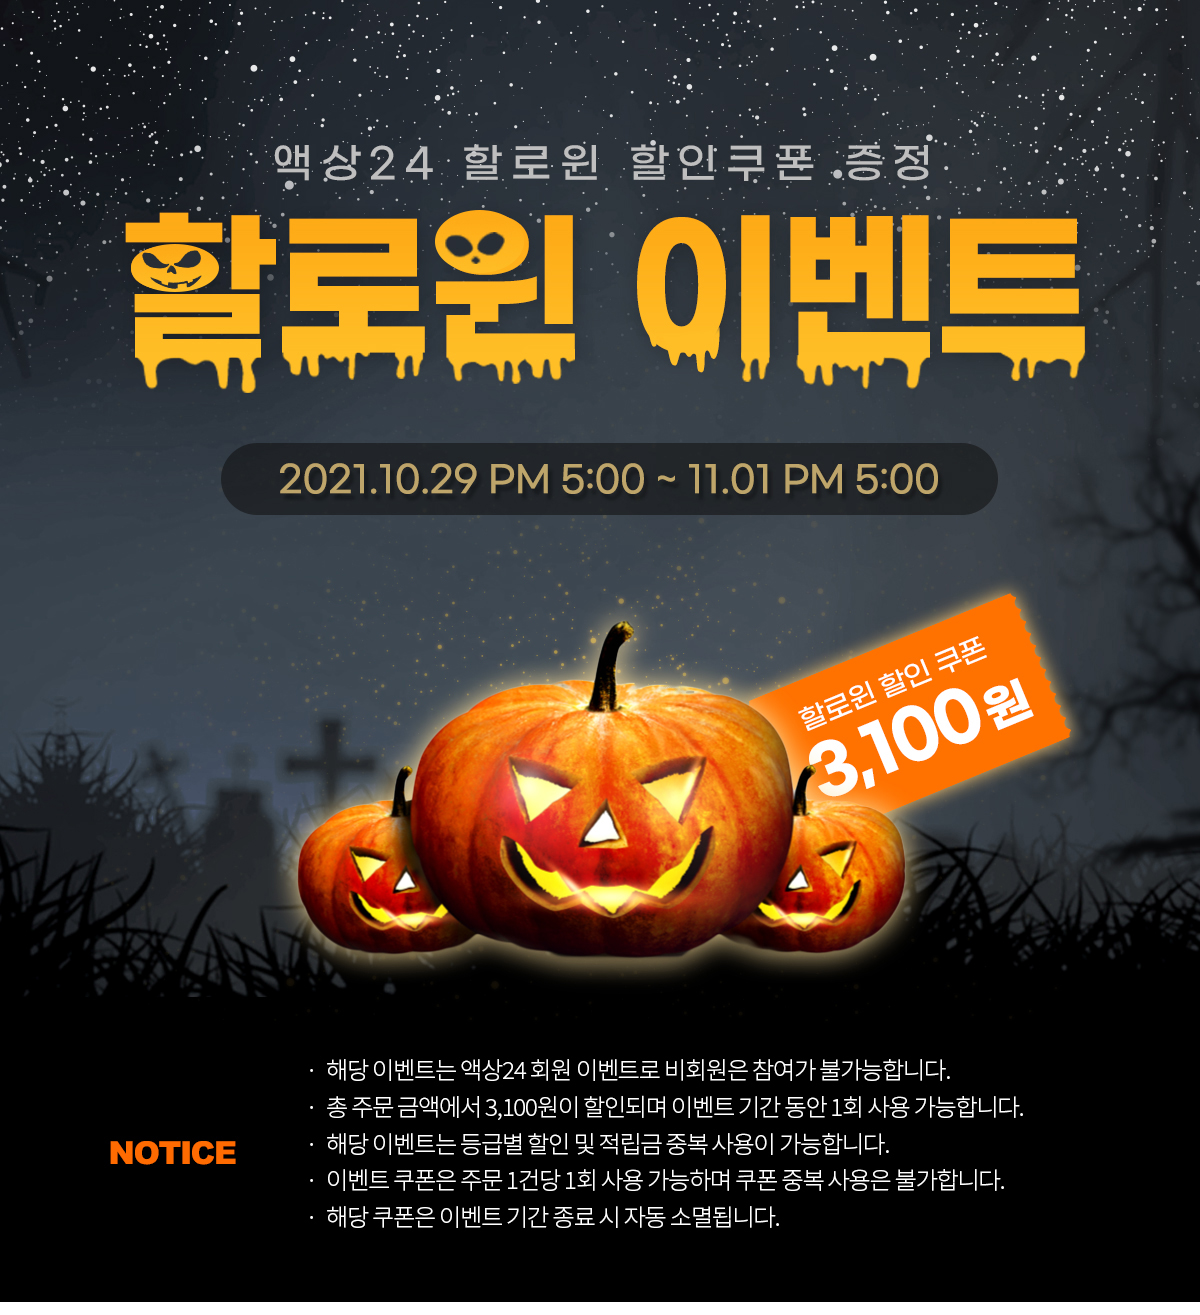 액상24 할로윈 할인쿠폰 증정
할로윈 이벤트
2021.10.29 PM 5:00 ~ 11.01 PM 5:00
할로윈 할인 쿠폰
3,100원
NOTICE
· 해당 이벤트는 액상24 회원 이벤트로 비회원은 참여가 불가능합니다.
· 총 주문 금액에서 3,100원이 할인되며 이벤트 기간 동안 1회 사용 가능합니다.
· 해당 이벤트는 등급별 할인 및 적립금 중복 사용이 가능합니다.
· 이벤트 쿠폰은 주문 1건당 1회 사용 가능하며 쿠폰 중복 사용은 불가합니다.
· 해당 쿠폰은 이벤트 기간 종료 시 자동 소멸됩니다.